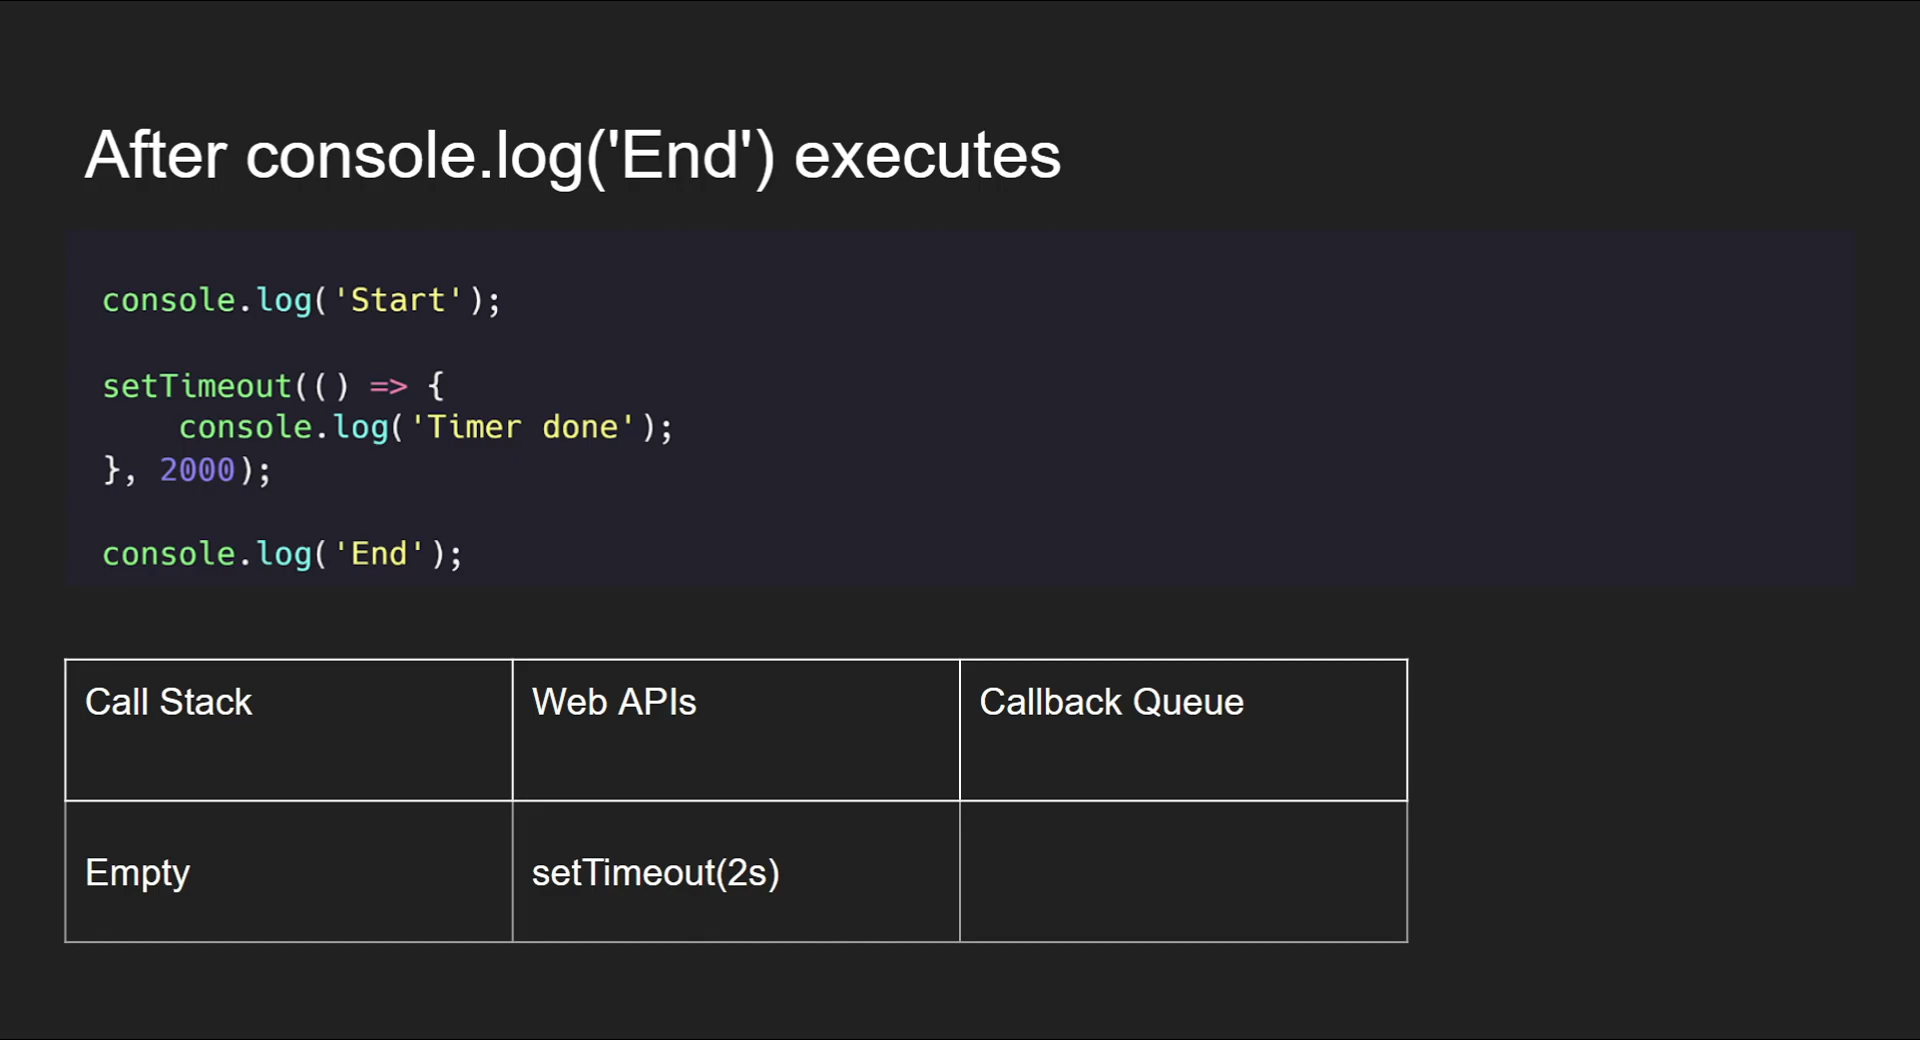 After console.log('End') executes
console.log('Start');
setTimeout(() => {
    console.log('Timer done');
}, 2000);
console.log('End');
Call Stack
Web APIs
Callback Queue
Empty
setTimeout(2s)